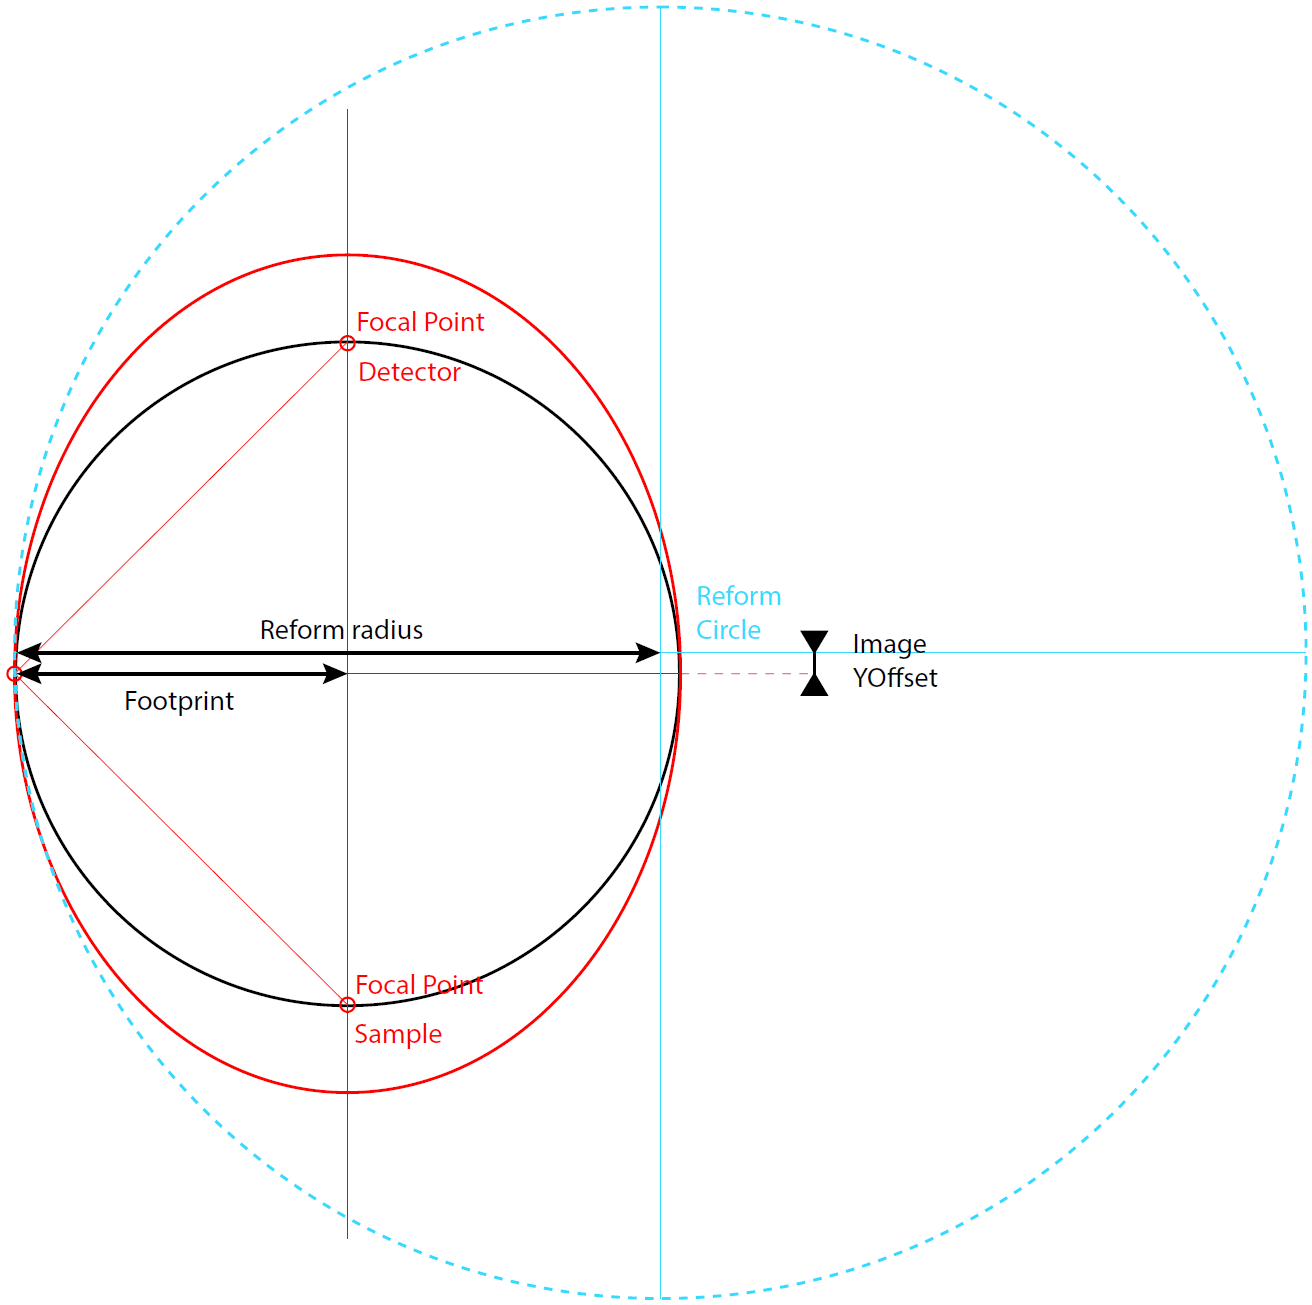 Focal Point
Detector
Reform
Circle
Reform radius
Image
YOffset
Footprint
Focal Point
Sample